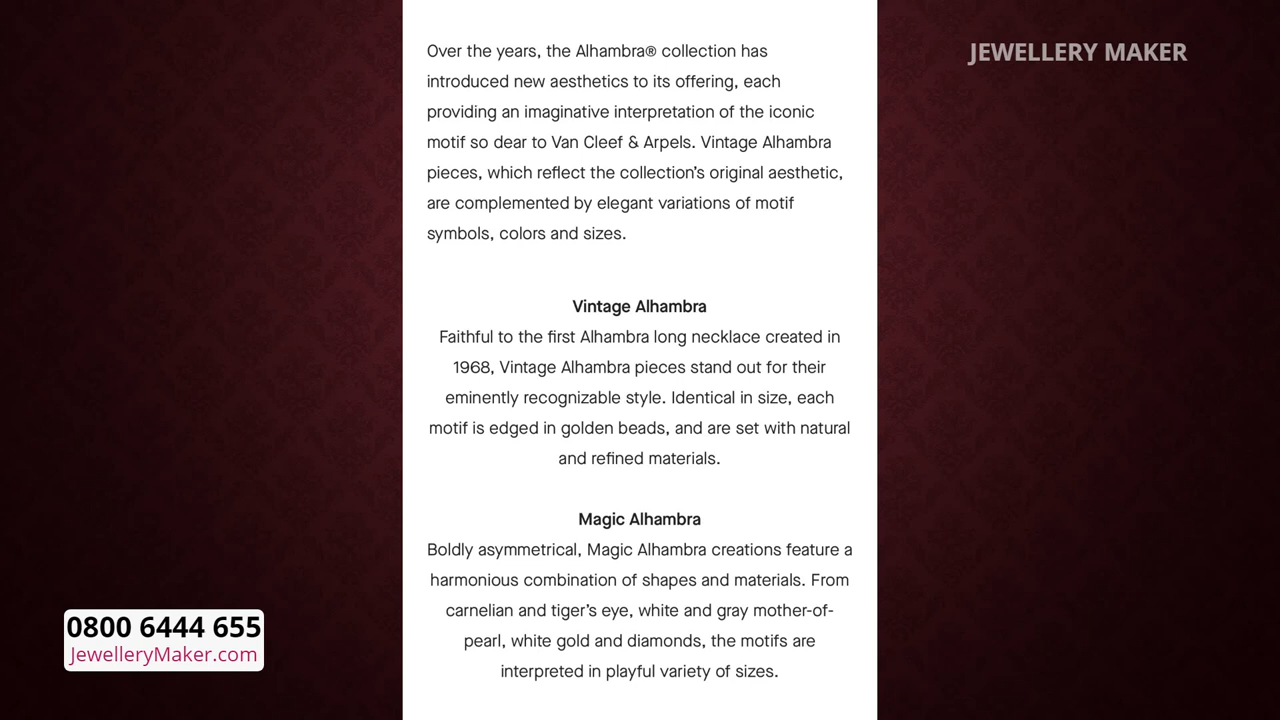 JEWELLERY MAKER
Over the years, the Alhambra® collection has
introduced new aesthetics to its offering, each
providing an imaginative interpretation of the iconic
motif so dear to Van Cleef & Arpels. Vintage Alhambra
pieces, which reflect the collection’s original aesthetic,
are complemented by elegant variations of motif
symbols, colors and sizes.
Vintage Alhambra
Faithful to the first Alhambra long necklace created in
1968, Vintage Alhambra pieces stand out for their
eminently recognizable style. Identical in size, each
motif is edged in golden beads, and are set with natural
and refined materials.
Magic Alhambra
Boldly asymmetrical, Magic Alhambra creations feature a
harmonious combination of shapes and materials. From
carnelian and tiger’s eye, white and gray mother-of-
pearl, white gold and diamonds, the motifs are
interpreted in playful variety of sizes.
0800 6444 655
JewelleryMaker.com